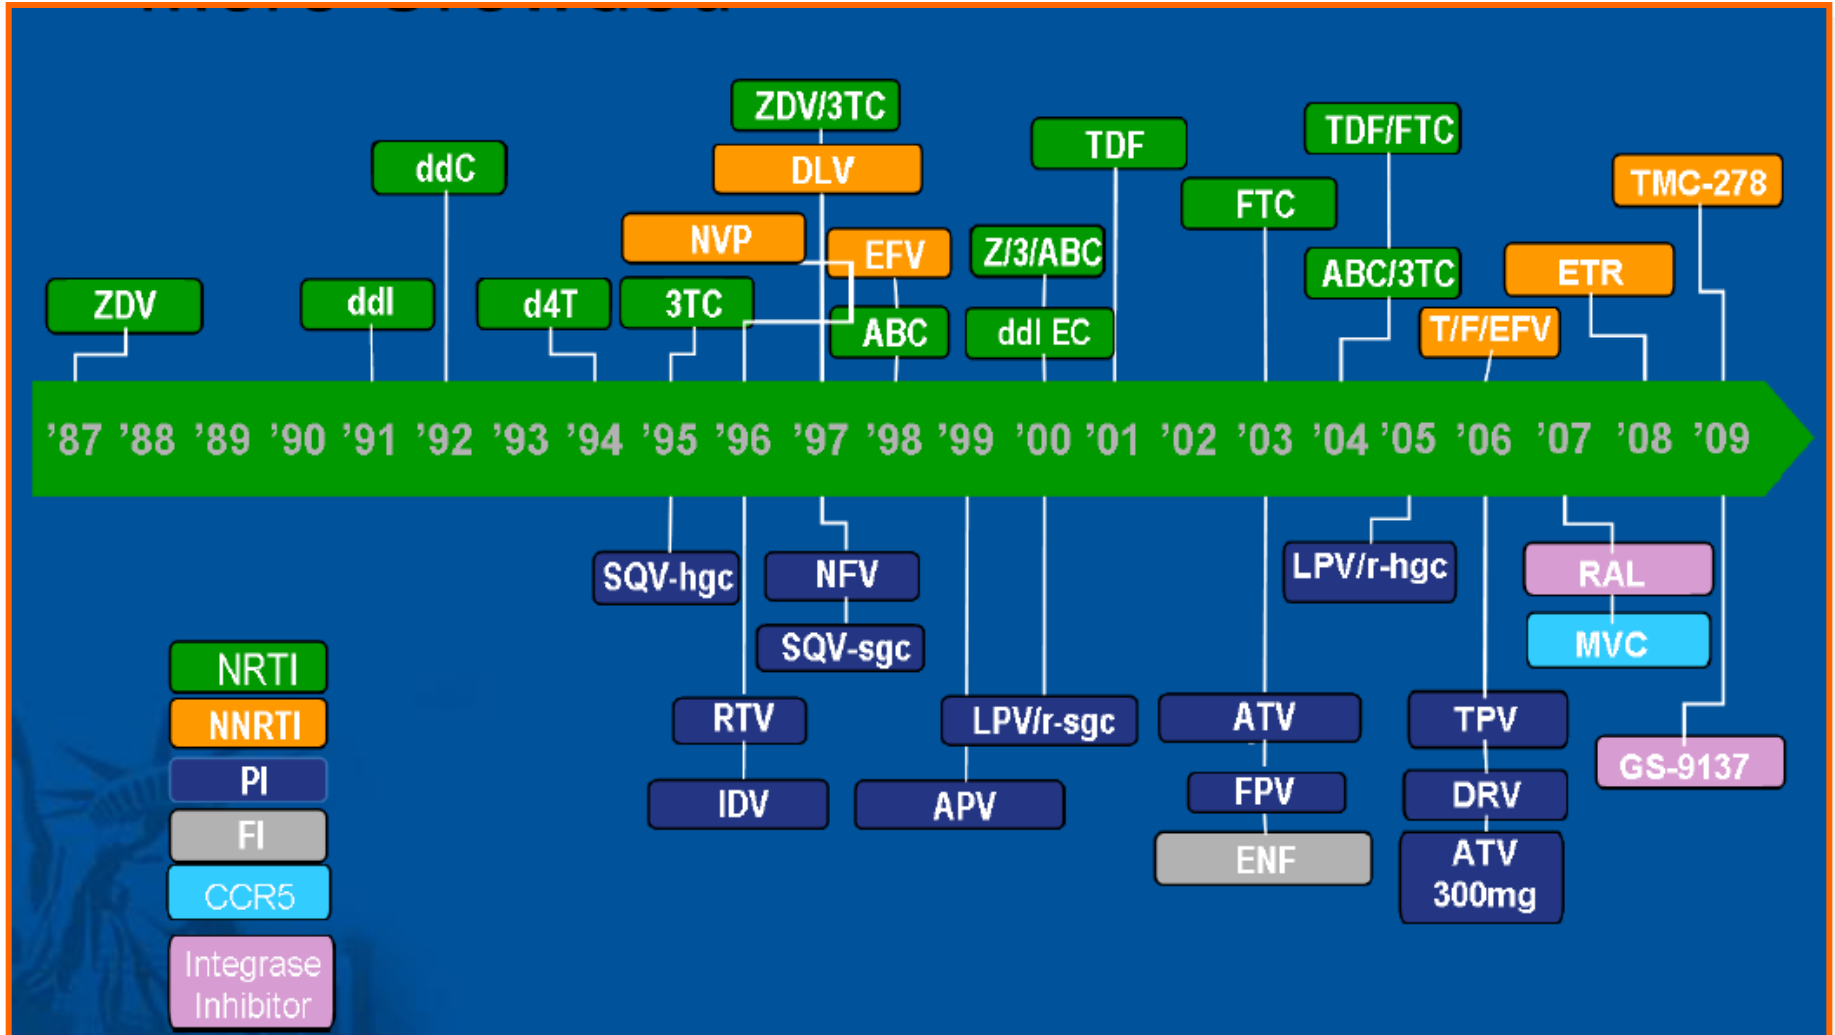 More Crowded
ZDV/3TC
TDF/FTC
TDF
DLV
ddC
TMC-278
FTC
NVP
EFV
Z/3/ABC
ABC/3TC
ETR
ZDV
ddI
d4T
3TC
ABC
ddI EC
T/F/EFV
'87 '88 '89 '90 '91 '92 '93 '94 '95 '96 '97 '98 '99 '00 '01 '02 '03 '04 '05 '06 '07 '08 '09
SQV-hgc
NFV
LPV/r-hgc
RAL
SQV-sgc
MVC
RTV
LPV/r-sgc
ATV
TPV
GS-9137
IDV
APV
FPV
DRV
ENF
ATV
300mg
NRTI
NNRTI
PI
FI
CCR5
Integrase
Inhibitor